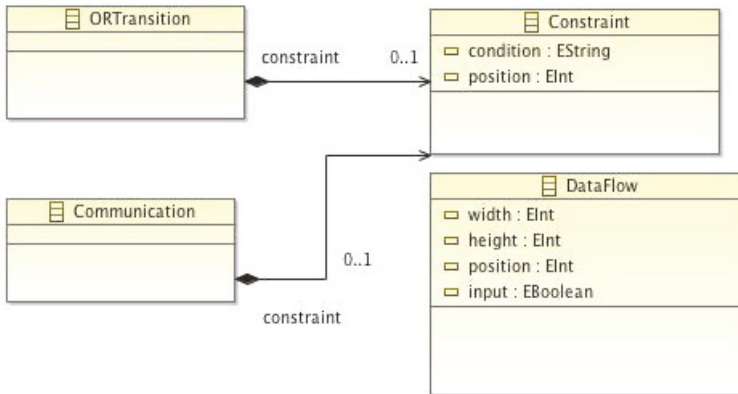 ORTransition
constraint
0..1
Constraint
condition : EString
position : EInt
Communication
0..1
constraint
DataFlow
width : EInt
height : EInt
position : EInt
input : EBoolean